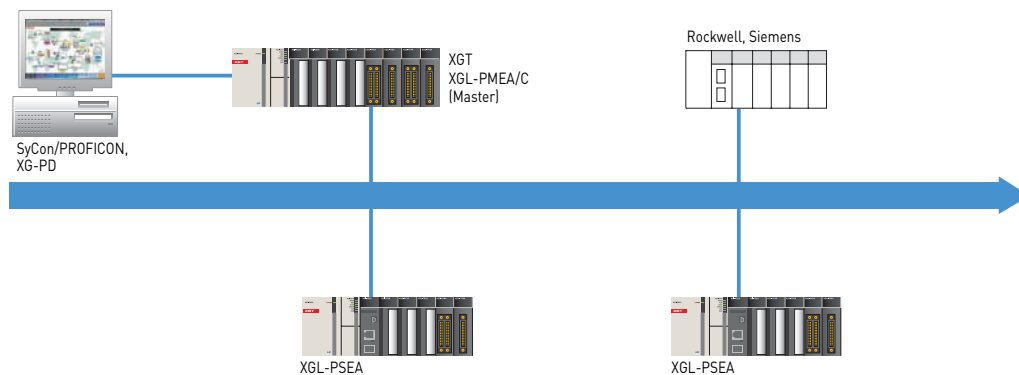 SyCon/PROFICON,
XG-PD
XGT
XGL-PMEA/C
(Master)
Rockwell, Siemens
XGL-PSEA
XGL-PSEA